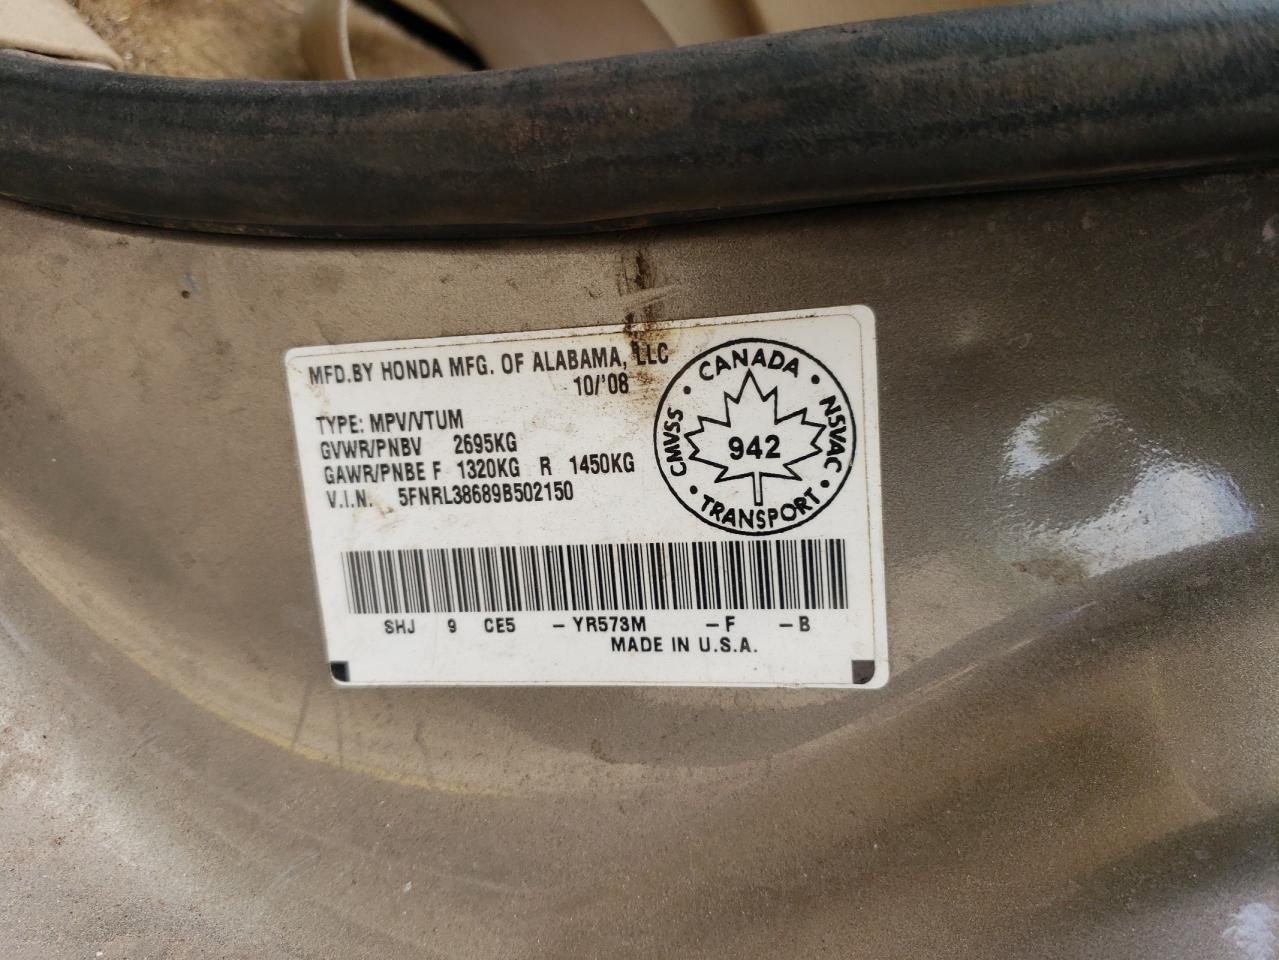 MFD.BY HONDA MFG. OF ALABAMA, LLC
10/'08
TYPE: MPV/VTUM
GVWR/PNBV 2695KG
GAWR/PNBE F 1320KG R 1450KG
V.I.N. 5FNRL38689B502150
CANADA
CMVSS
942
NSVAC
TRANSPORT
SHJ 9 CE5 -YR573M -F -B
MADE IN U.S.A.